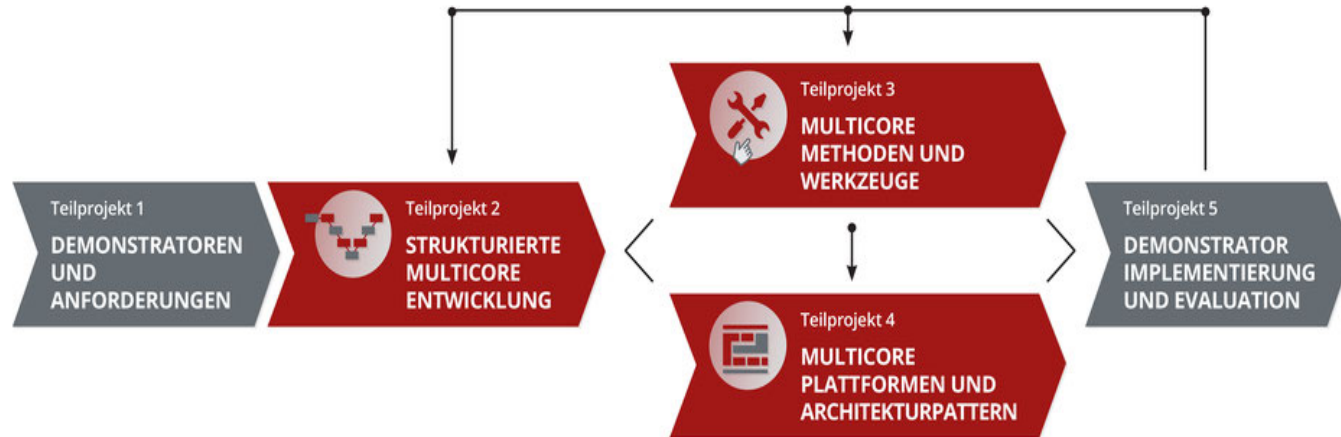 Teilprojekt 1
DEMONSTRATOREN
UND
ANFORDERUNGEN
Teilprojekt 2
STRUKTURIERTE
MULTICORE
ENTWICKLUNG
Teilprojekt 3
MULTICORE
METHODEN UND
WERKZEUGE
Teilprojekt 4
MULTICORE
PLATTFORMEN UND
ARCHITEKTURPATTERN
Teilprojekt 5
DEMONSTRATOR
IMPLEMENTIERUNG
UND EVALUATION